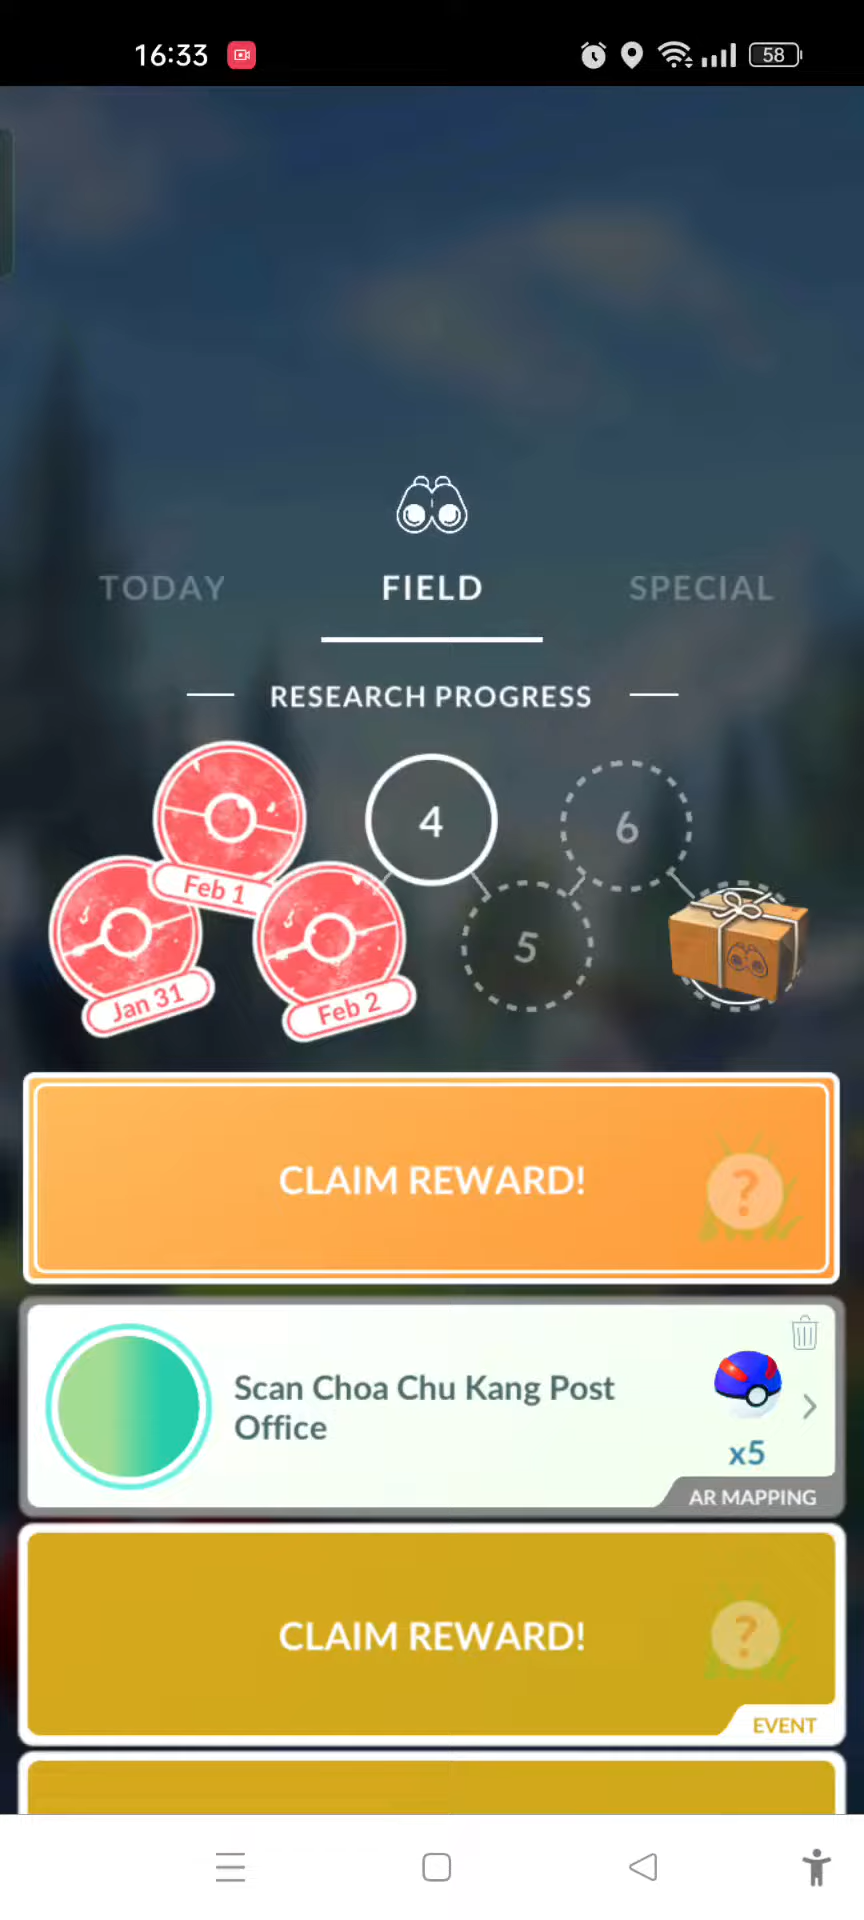 16:33
58
TODAY
FIELD
SPECIAL
RESEARCH PROGRESS
4
6
Feb 1
5
Jan 31
Feb 2
CLAIM REWARD!
?
Scan Choa Chu Kang Post
Office
x5
AR MAPPING
CLAIM REWARD!
?
EVENT